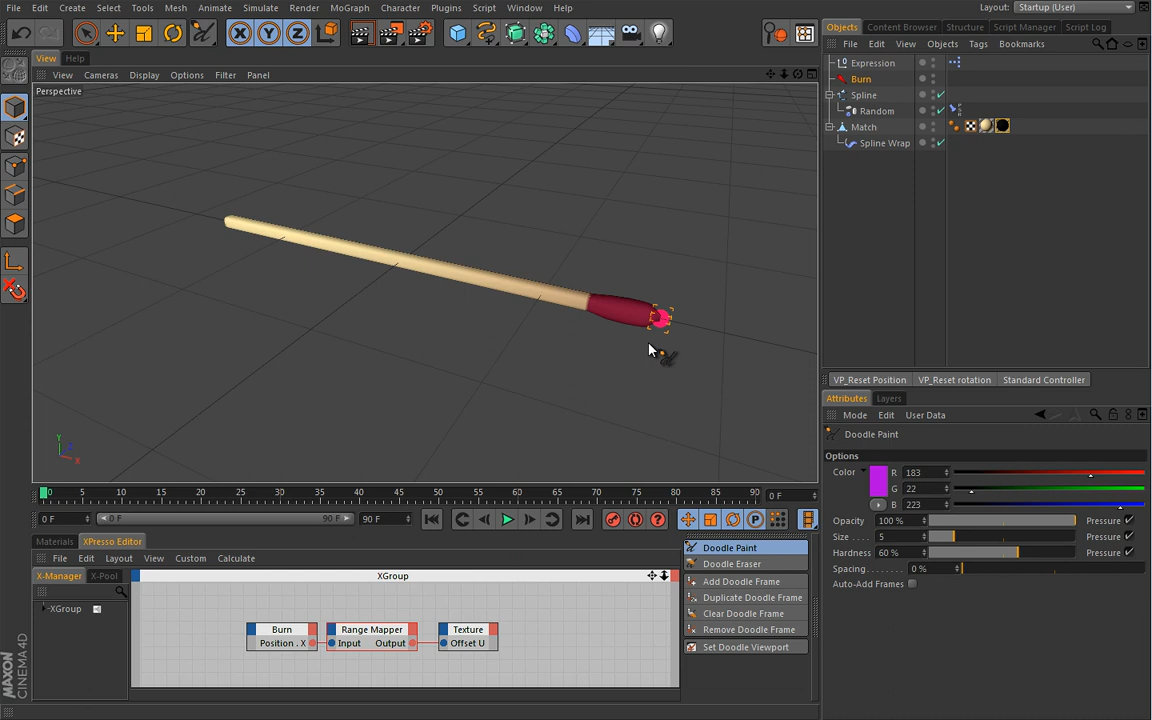 File Edit Create Select Tools Mesh Animate Simulate Render MoGraph Character Plugins Script Window Help
Layout: Startup (User)
X Y Z
Objects Content Browser Structure Script Manager Script Log
View Help
File Edit View Objects Tags Bookmarks
View Cameras Display Options Filter Panel
Perspective
Expression
Burn
Spline
Random
Match
Spline Wrap
Y
Z
X
VP_Reset Position VP_Reset rotation Standard Controller
Attributes Layers
Mode Edit User Data
Doodle Paint
Options
Color R 183
G 22
B 223
Opacity 100 % Pressure
Size 5 Pressure
Hardness 60 % Pressure
Spacing 0 %
Auto-Add Frames
0 5 10 15 20 25 30 35 40 45 50 55 60 65 70 75 80 85 90 0 F
0 F 0 F 90 F 90 F
P
Materials XPresso Editor
File Edit Layout View Custom Calculate
X-Manager X-Pool
XGroup
XGroup
Burn Range Mapper Texture
Position . X Input Output Offset U
Doodle Paint
Doodle Eraser
Add Doodle Frame
Duplicate Doodle Frame
Clear Doodle Frame
Remove Doodle Frame
Set Doodle Viewport
MAXON
CINEMA4D